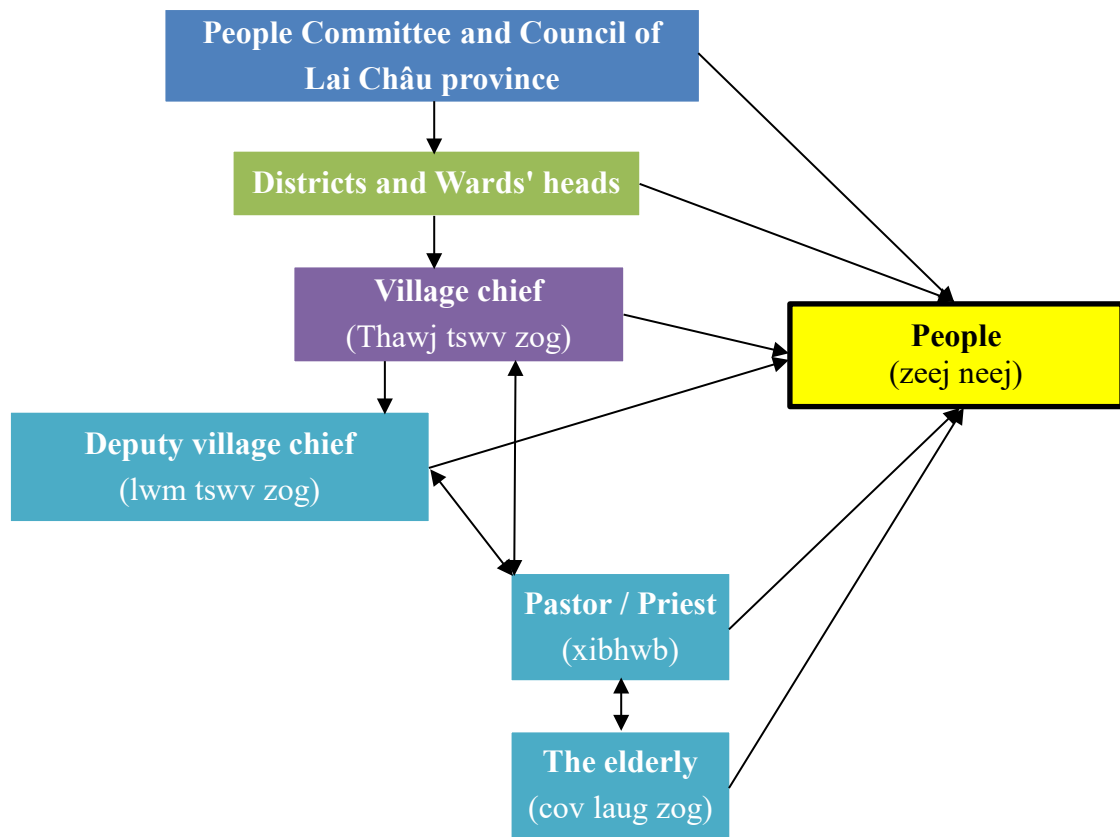 People Committee and Council of
Lai Châu province
Districts and Wards' heads
Village chief
(Thawj tswv zog)
People
(zeej neej)
Deputy village chief
(lwm tswv zog)
Pastor / Priest
(xibhwb)
The elderly
(cov laug zog)